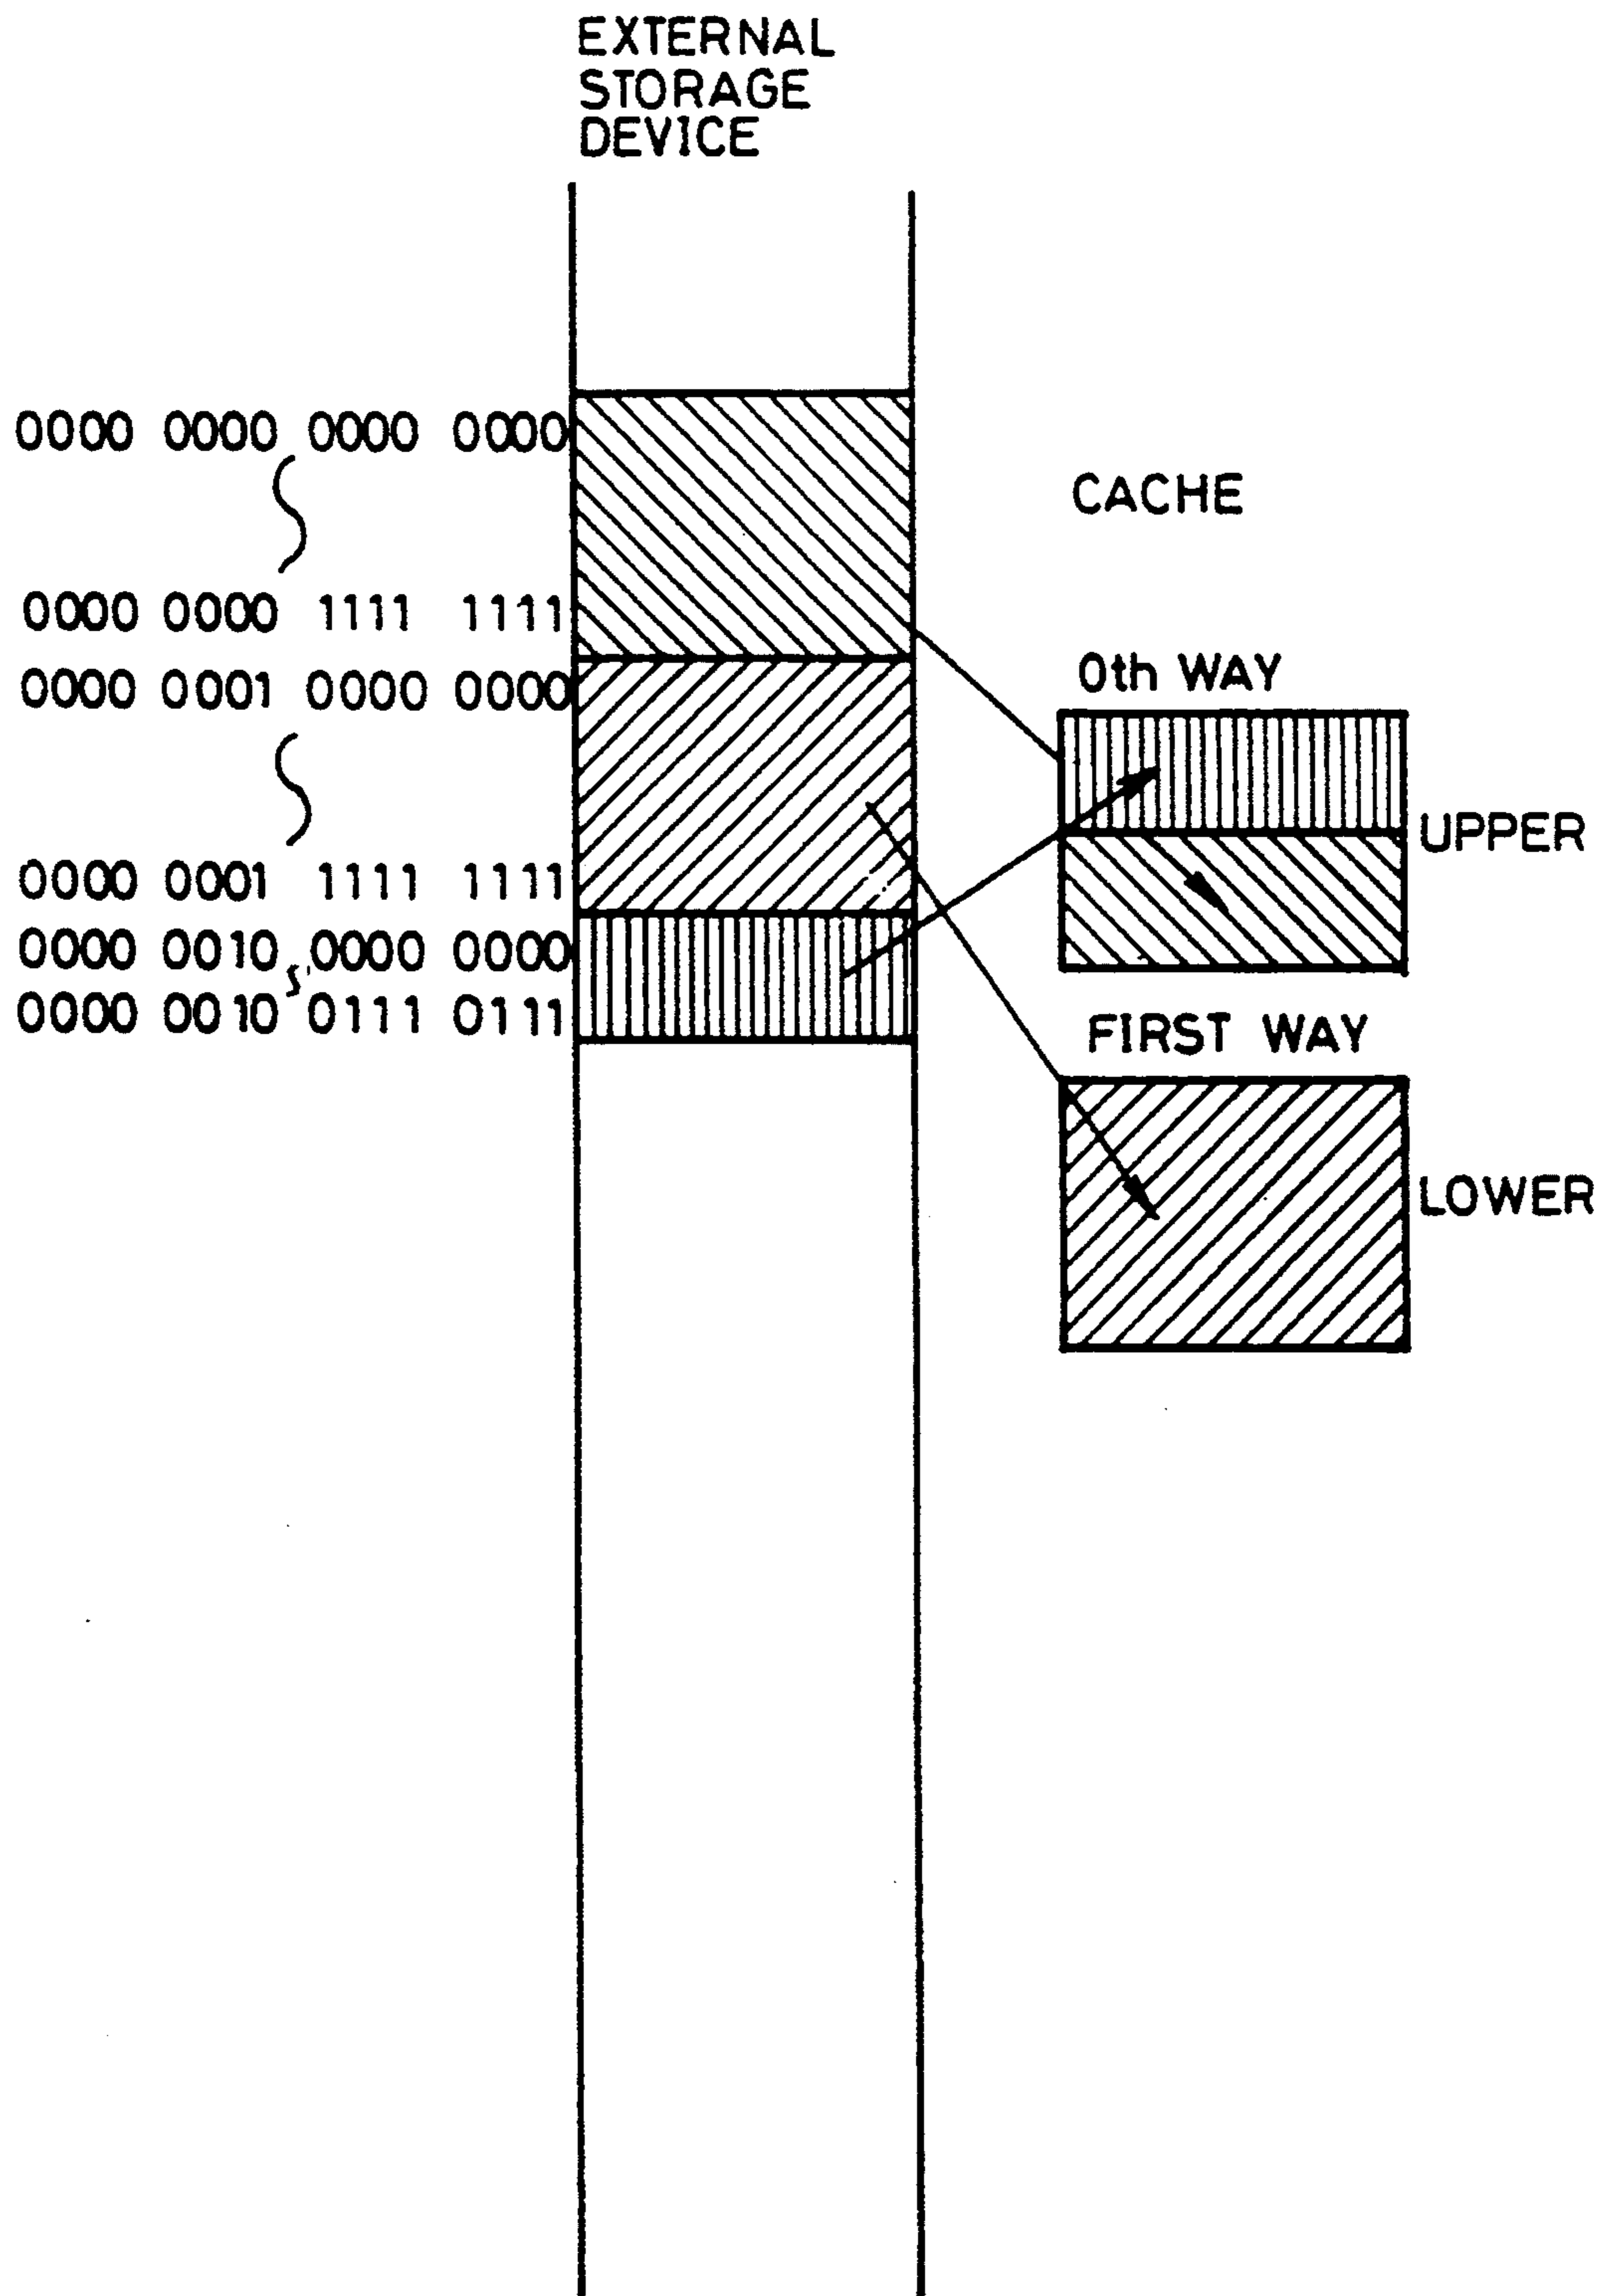 EXTERNAL
STORAGE
DEVICE
0000 0000 0000 0000
0000 0000 1111 1111
0000 0001 0000 0000
0000 0001 1111 1111
0000 0010 0000 0000
0000 0010 0111 0111
CACHE
0th WAY
UPPER
FIRST WAY
LOWER